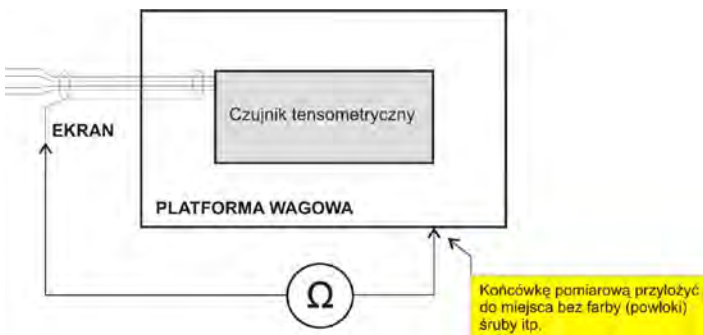 Czujnik tensometryczny
EKRAN
PLATFORMA WAGOWA
Ω
Końcówkę pomiarową przyłożyć
do miejsca bez farby (powłoki)
śruby itp.